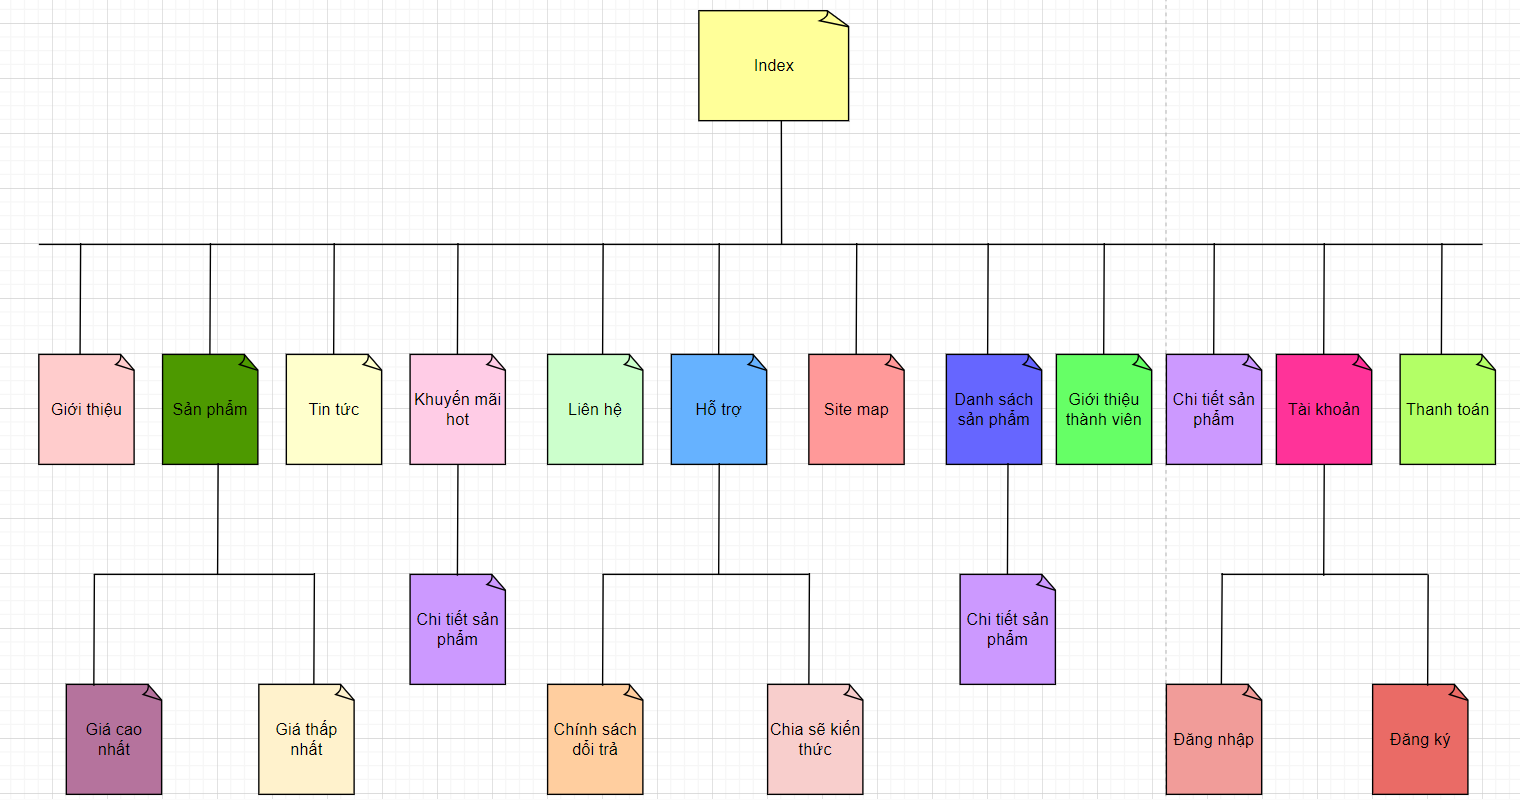 Index
Giới thiệu
Sản phẩm
Tin tức
Khuyến mãi
hot
Liên hệ
Hỗ trợ
Site map
Danh sách
sản phẩm
Giới thiệu
thành viên
Chi tiết sản
phẩm
Tài khoản
Thanh toán
Chi tiết sản
phẩm
Chi tiết sản
phẩm
Giá cao
nhất
Giá thấp
nhất
Chính sách
dổi trả
Chia sẽ kiến
thức
Đăng nhập
Đăng ký